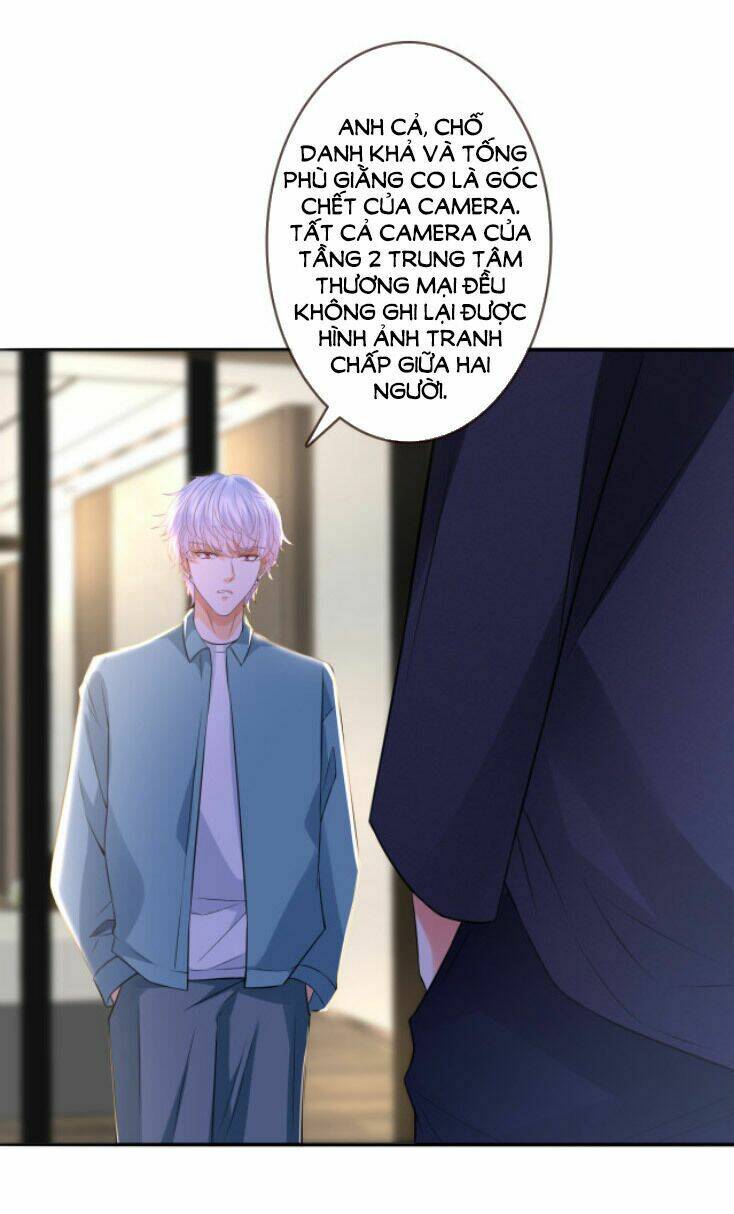 ANH CẢ, CHỖ
DANH KHẢ VÀ TỐNG
PHÙ GIẰNG CO LÀ GÓC
CHẾT CỦA CAMERA.
TẤT CẢ CAMERA CỦA
TẦNG 2 TRUNG TÂM
THƯƠNG MẠI ĐỀU
KHÔNG GHI LẠI ĐƯỢC
HÌNH ẢNH TRANH
CHẤP GIỮA HAI
NGƯỜI.